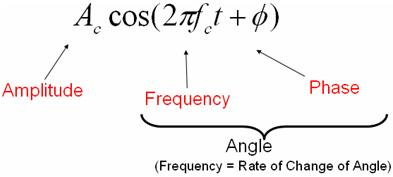 A_c cos(2πf_c t + ϕ)
Amplitude
Frequency
Phase
Angle
(Frequency = Rate of Change of Angle)